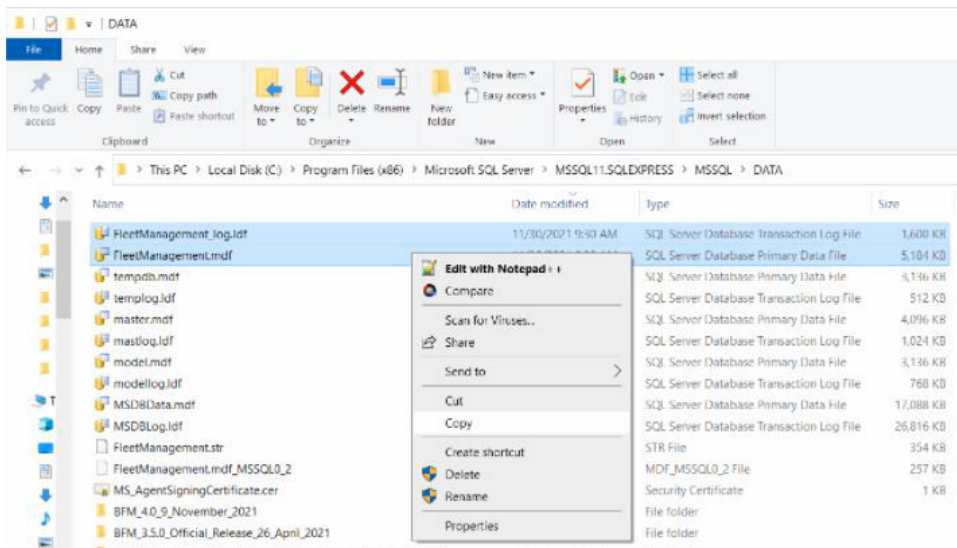 DATA
File Home Share View
Pin to Quick access
Copy
Paste
Cut
Copy path
Paste shortcut
Clipboard
Move to
Copy to
Delete
Rename
Organize
New folder
New item
Easy access
New
Properties
Open
Edit
History
Open
Select all
Select none
Invert selection
Select
This PC > Local Disk (C:) > Program Files (x86) > Microsoft SQL Server > MSSQL11.SQLEXPRESS > MSSQL > DATA
Name Date modified Type Size
FleetManagement_log.ldf 11/30/2021 9:30 AM SQL Server Database Transaction Log File 1,600 KB
FleetManagement.mdf SQL Server Database Primary Data File 5,184 KB
tempdb.mdf SQL Server Database Primary Data File 3,136 KB
templog.ldf SQL Server Database Transaction Log File 512 KB
master.mdf SQL Server Database Primary Data File 4,096 KB
mastlog.ldf SQL Server Database Transaction Log File 1,024 KB
model.mdf SQL Server Database Primary Data File 3,136 KB
modellog.ldf SQL Server Database Transaction Log File 768 KB
MSDBData.mdf SQL Server Database Primary Data File 17,088 KB
MSDBLog.ldf SQL Server Database Transaction Log File 26,816 KB
FleetManagement.str STR File 354 KB
FleetManagement.mdf_MSSQL0_2 MDF_MSSQL0_2 File 257 KB
MS_AgentSigningCertificate.cer Security Certificate 1 KB
BFM_4.0_9_November_2021 File folder
BFM_3.5.0_Official_Release_26_April_2021 File folder
Edit with Notepad++
Compare
Scan for Viruses..
Share
Send to >
Cut
Copy
Create shortcut
Delete
Rename
Properties